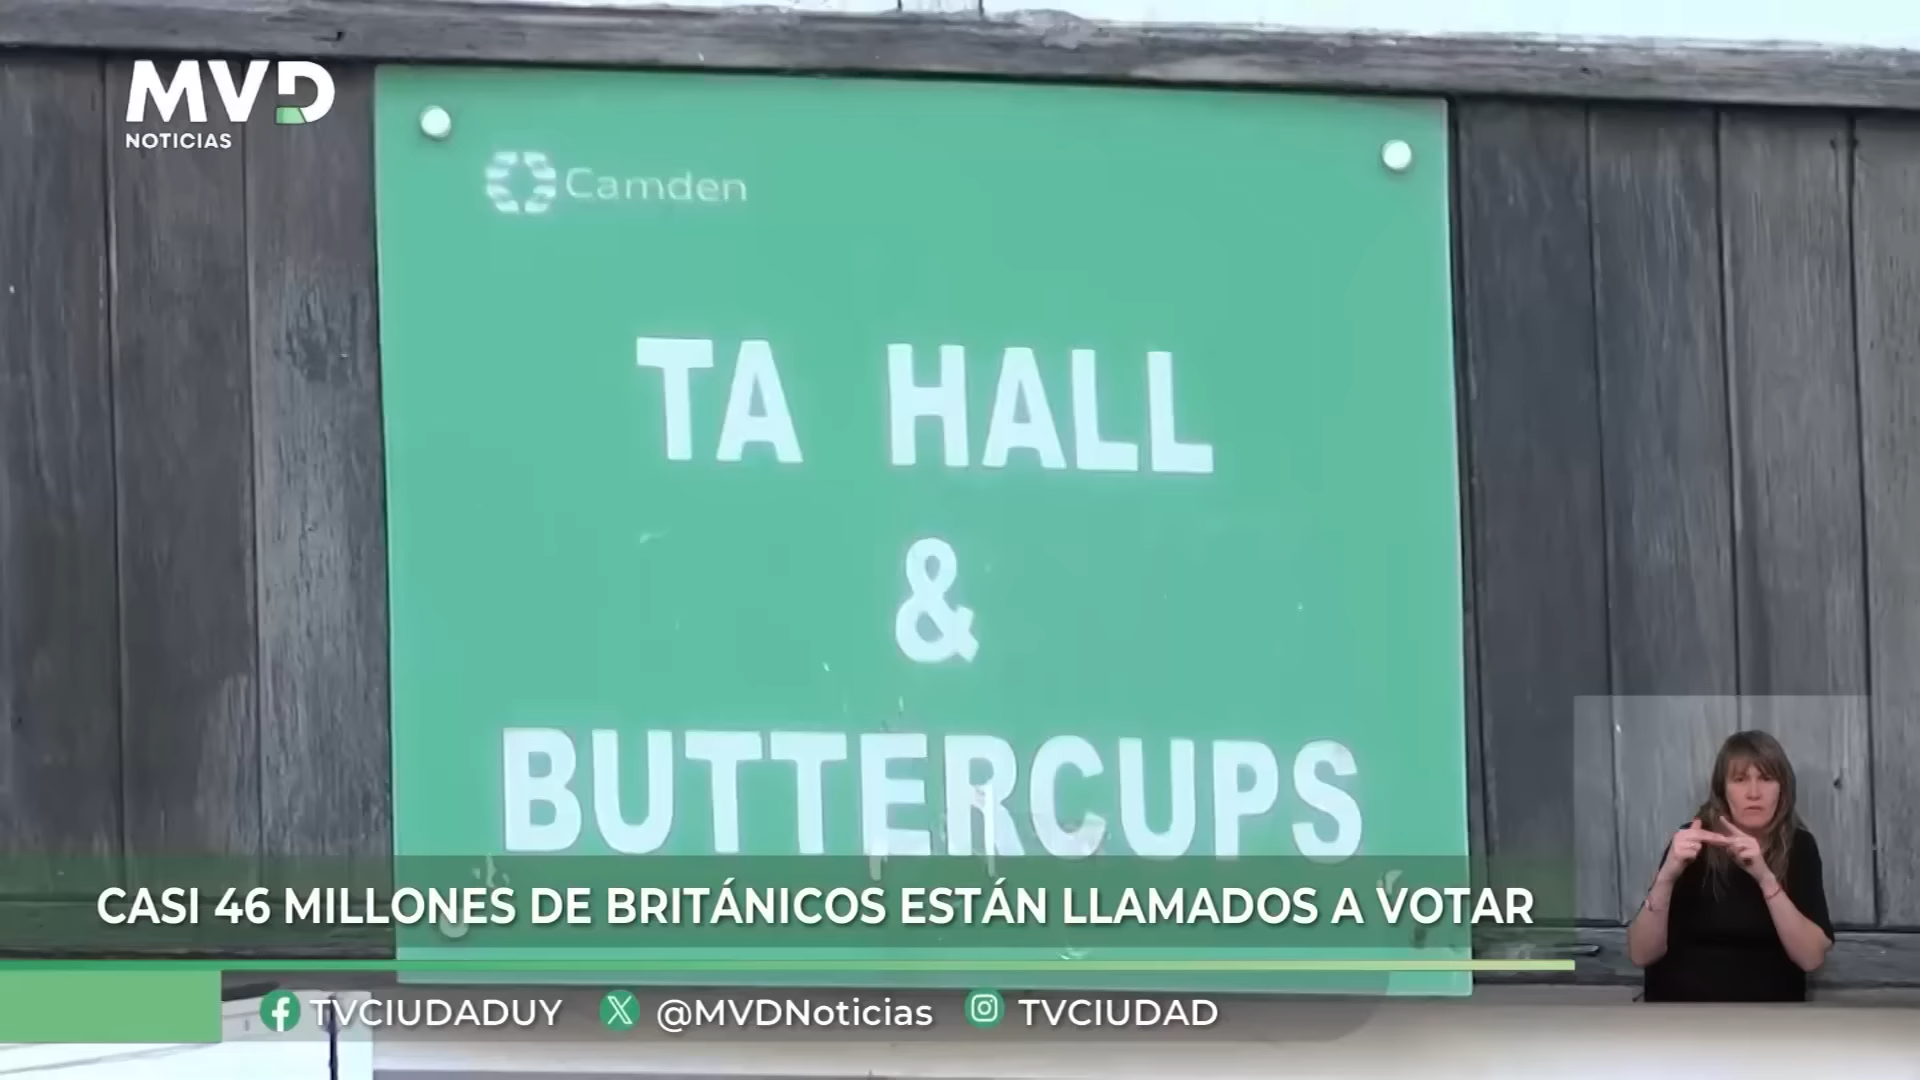 MVD
NOTICIAS
Camden
TA HALL
&
BUTTERCUPS
CASI 46 MILLONES DE BRITÁNICOS ESTÁN LLAMADOS A VOTAR
TVCIUDADUY @MVDNoticias TVCIUDAD